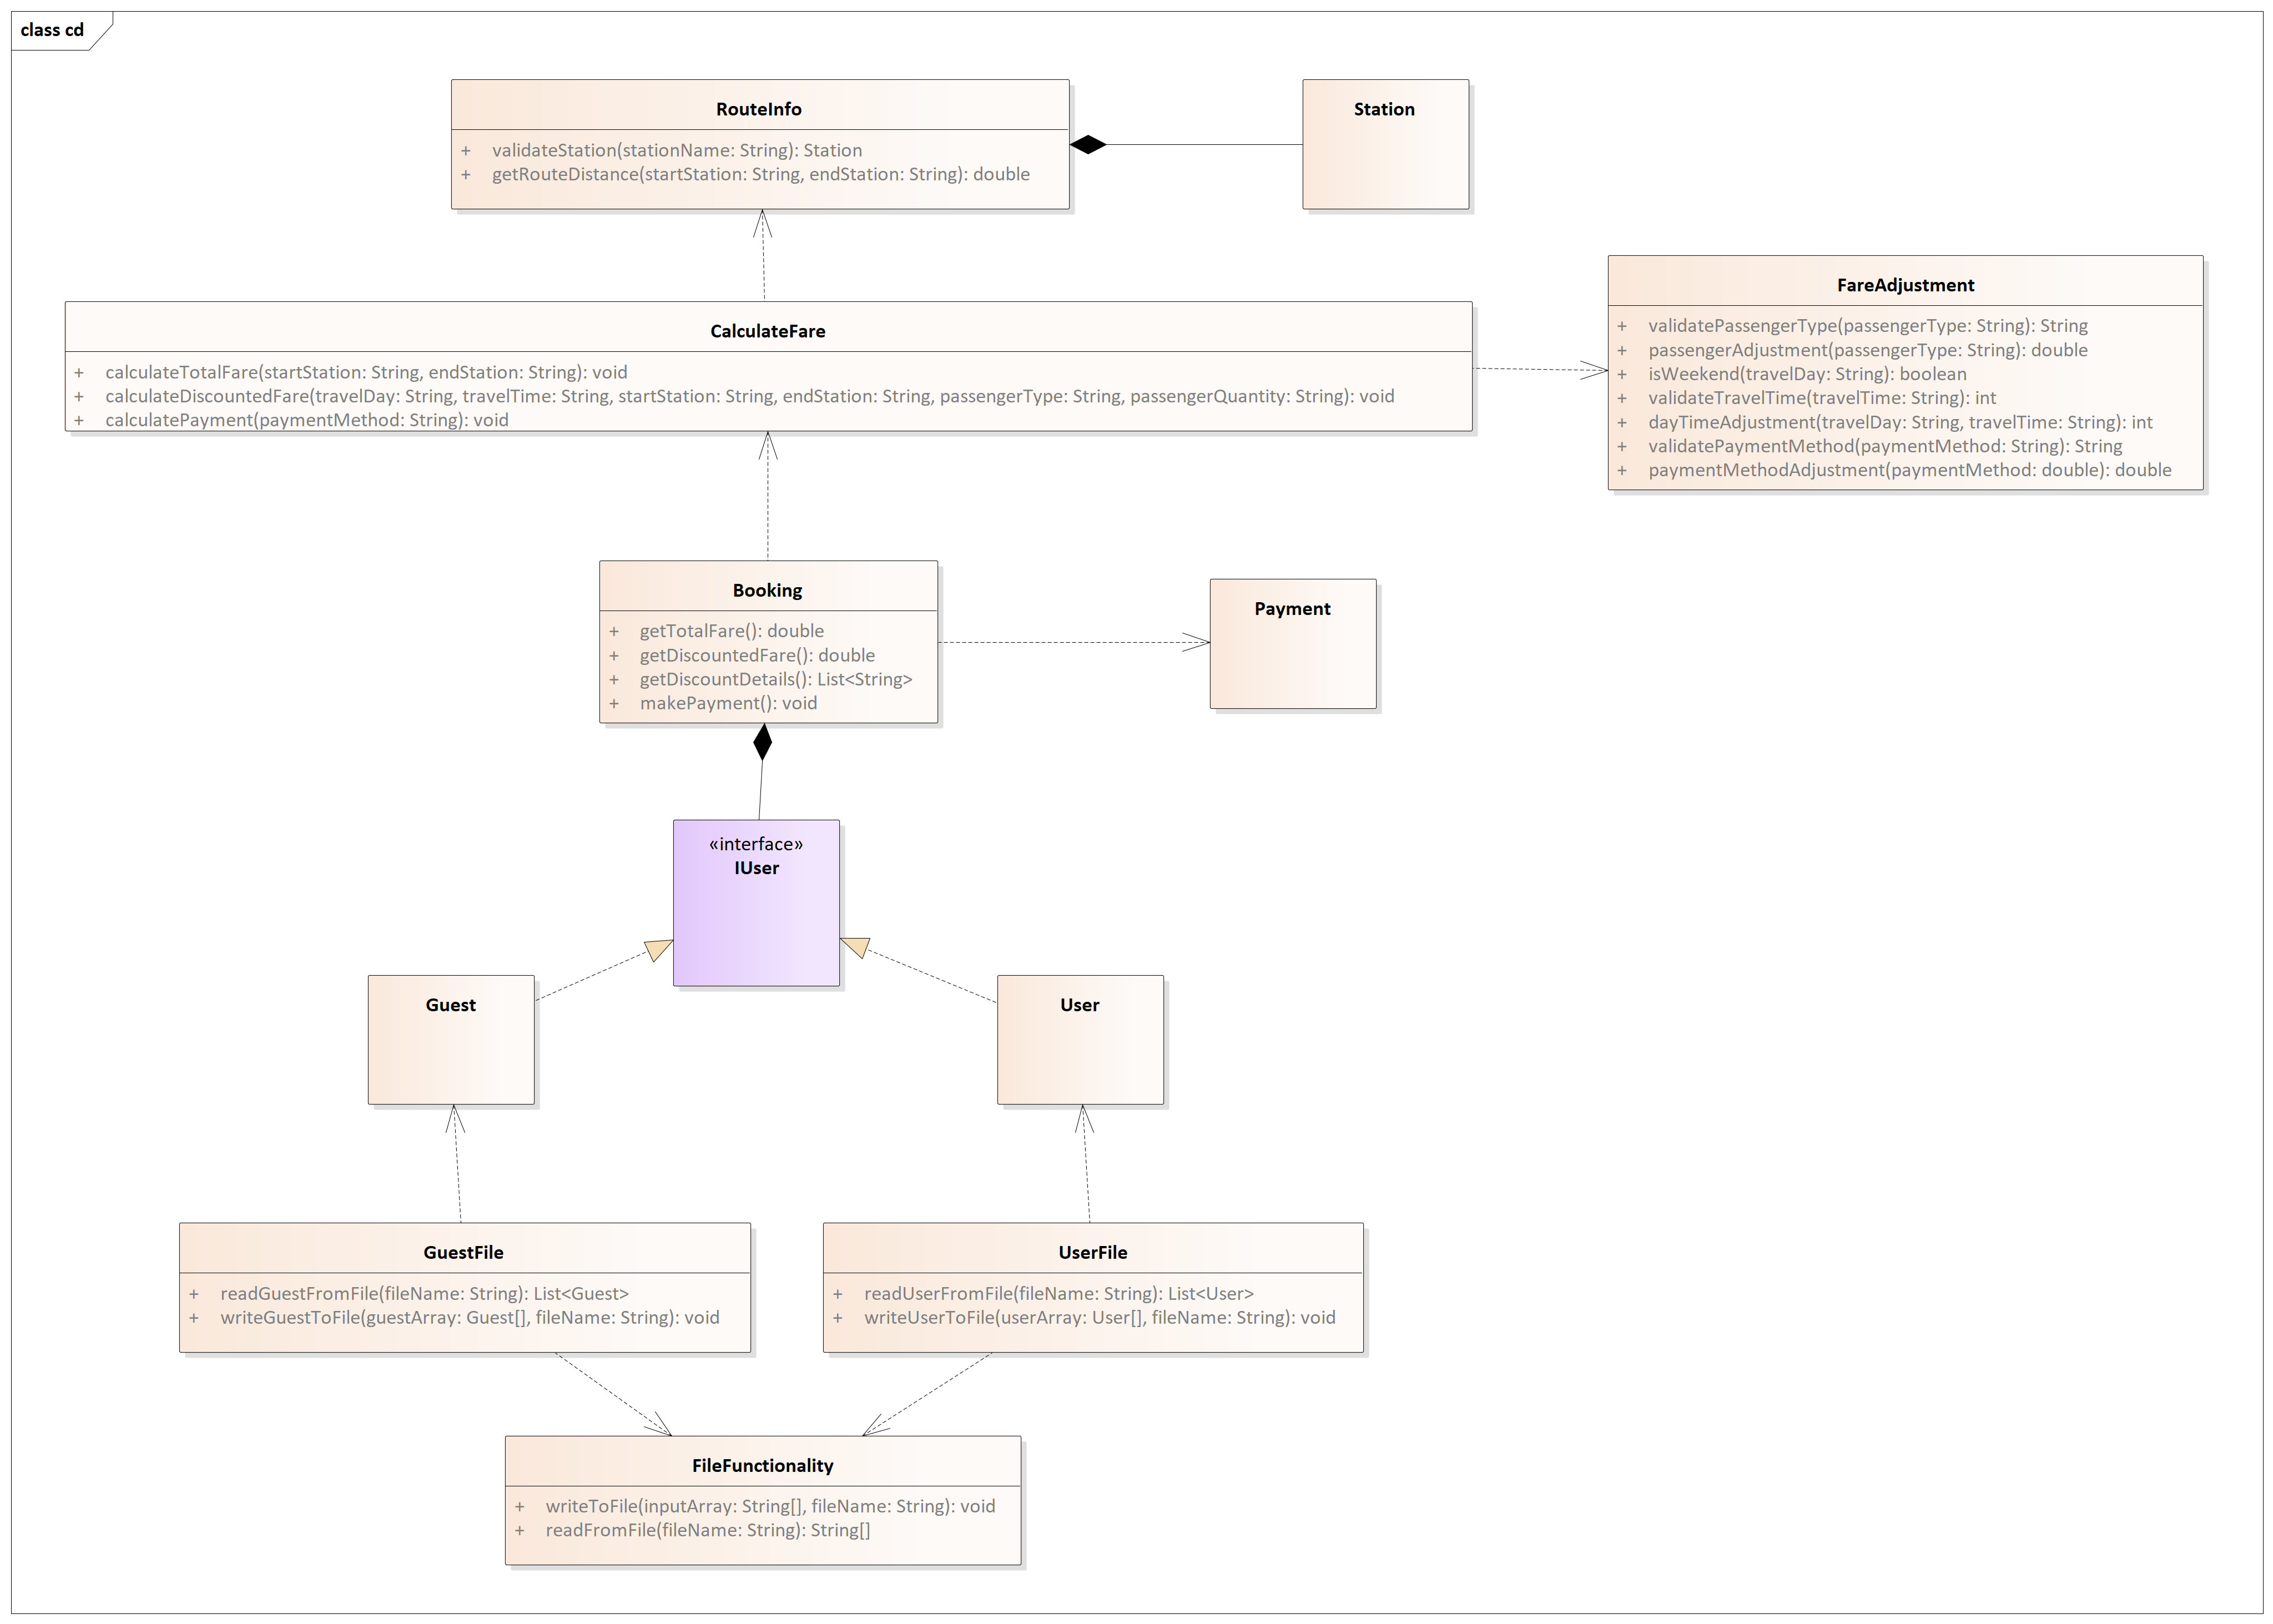 class cd
RouteInfo
+ validateStation(stationName: String): Station
+ getRouteDistance(startStation: String, endStation: String): double
Station
FareAdjustment
+ validatePassengerType(passengerType: String): String
+ passengerAdjustment(passengerType: String): double
+ isWeekend(travelDay: String): boolean
+ validateTravelTime(travelTime: String): int
+ dayTimeAdjustment(travelDay: String, travelTime: String): int
+ validatePaymentMethod(paymentMethod: String): String
+ paymentMethodAdjustment(paymentMethod: double): double
CalculateFare
+ calculateTotalFare(startStation: String, endStation: String): void
+ calculateDiscountedFare(travelDay: String, travelTime: String, startStation: String, endStation: String, passengerType: String, passengerQuantity: String): void
+ calculatePayment(paymentMethod: String): void
Booking
+ getTotalFare(): double
+ getDiscountedFare(): double
+ getDiscountDetails(): List<String>
+ makePayment(): void
Payment
«interface»
IUser
Guest
User
GuestFile
+ readGuestFromFile(fileName: String): List<Guest>
+ writeGuestToFile(guestArray: Guest[], fileName: String): void
UserFile
+ readUserFromFile(fileName: String): List<User>
+ writeUserToFile(userArray: User[], fileName: String): void
FileFunctionality
+ writeToFile(inputArray: String[], fileName: String): void
+ readFromFile(fileName: String): String[]